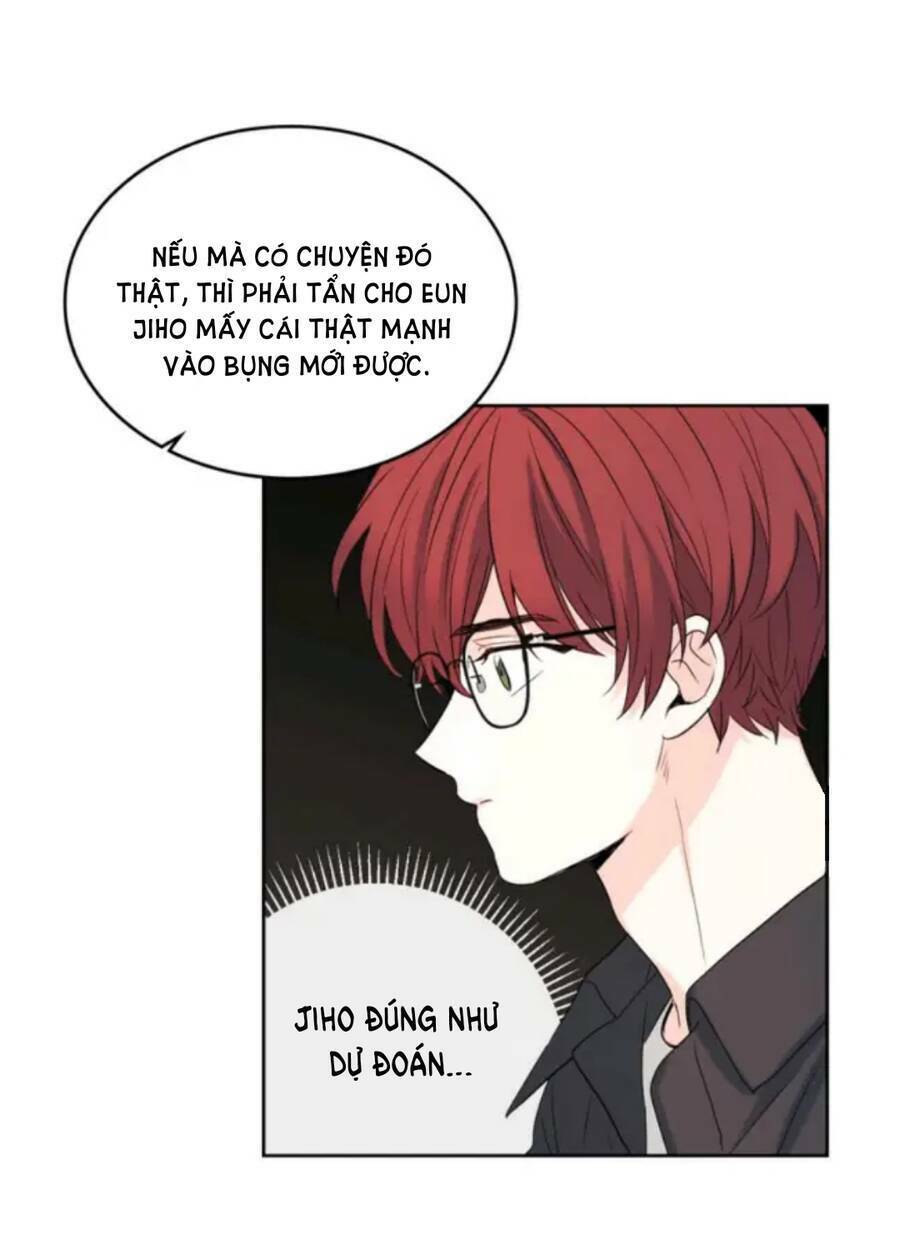 NẾU MÀ CÓ CHUYỆN ĐÓ
THẬT, THÌ PHẢI TẨN CHO EUN
JIHO MẤY CÁI THẬT MẠNH
VÀO BỤNG MỚI ĐƯỢC.
JIHO ĐÚNG NHƯ
DỰ ĐOÁN...